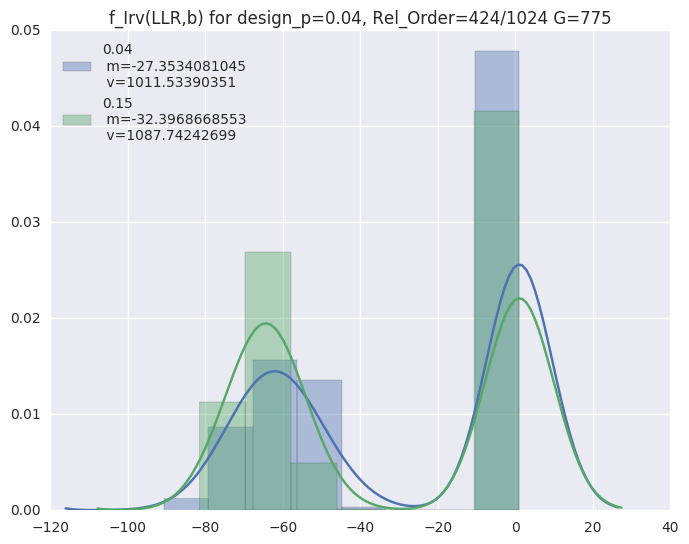 f_Irv(LLR,b) for design_p=0.04, Rel_Order=424/1024 G=775
0.04
m=-27.3534081045
v=1011.53390351
0.15
m=-32.3968668553
v=1087.74242699
0.05
0.04
0.03
0.02
0.01
0.00
−120 −100 −80 −60 −40 −20 0 20 40